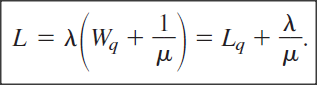 L = λ(W_q + 1/μ) = L_q + λ/μ.